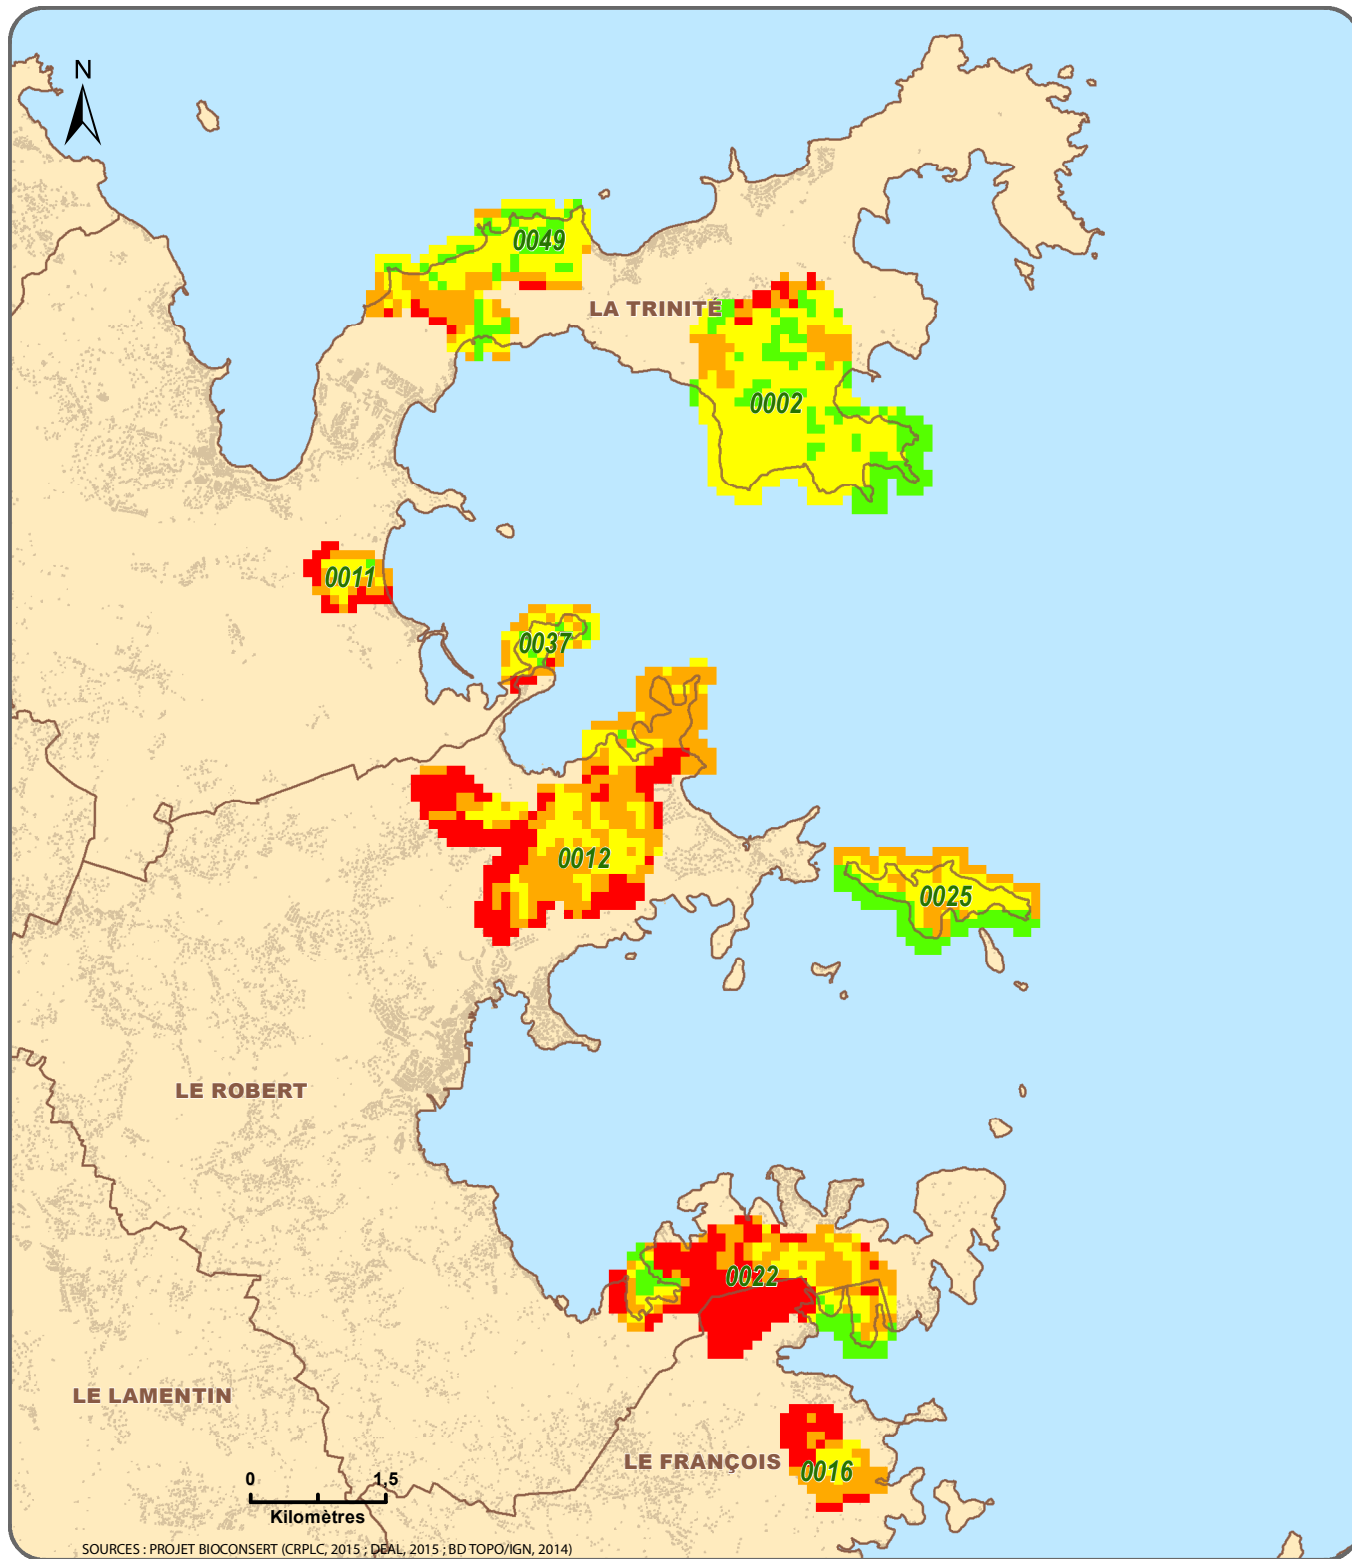 N
0049
LA TRINITÉ
0002
0011
0037
0012
0025
LE ROBERT
0022
LE LAMENTIN
LE FRANÇOIS
0016
0 1,5
Kilomètres
SOURCES : PROJET BIOCONSERT (CRPLC, 2015 ; DEAL, 2015 ; BD TOPO/IGN, 2014)